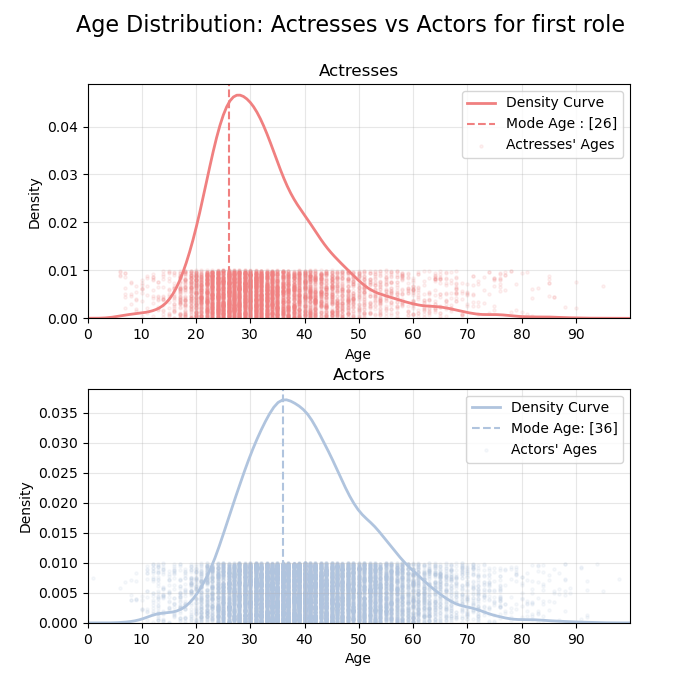 Age Distribution: Actresses vs Actors for first role
Actresses
Density Curve
Mode Age : [26]
Actresses' Ages
0.04
0.03
0.02
0.01
0.00
Density
0 10 20 30 40 50 60 70 80 90
Age
Actors
Density Curve
Mode Age: [36]
Actors' Ages
0.035
0.030
0.025
0.020
0.015
0.010
0.005
0.000
Density
0 10 20 30 40 50 60 70 80 90
Age